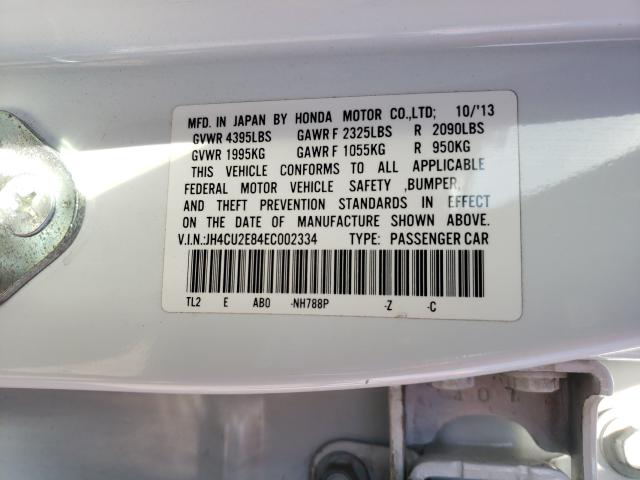 MFD. IN JAPAN BY HONDA MOTOR CO.,LTD; 10/'13
GVWR 4395LBS GAWR F 2325LBS R 2090LBS
GVWR 1995KG GAWR F 1055KG R 950KG
THIS VEHICLE CONFORMS TO ALL APPLICABLE
FEDERAL MOTOR VEHICLE SAFETY ,BUMPER,
AND THEFT PREVENTION STANDARDS IN EFFECT
ON THE DATE OF MANUFACTURE SHOWN ABOVE.
V.I.N.:JH4CU2E84EC002334 TYPE: PASSENGER CAR
TL2 E AB0 -NH788P -Z -C